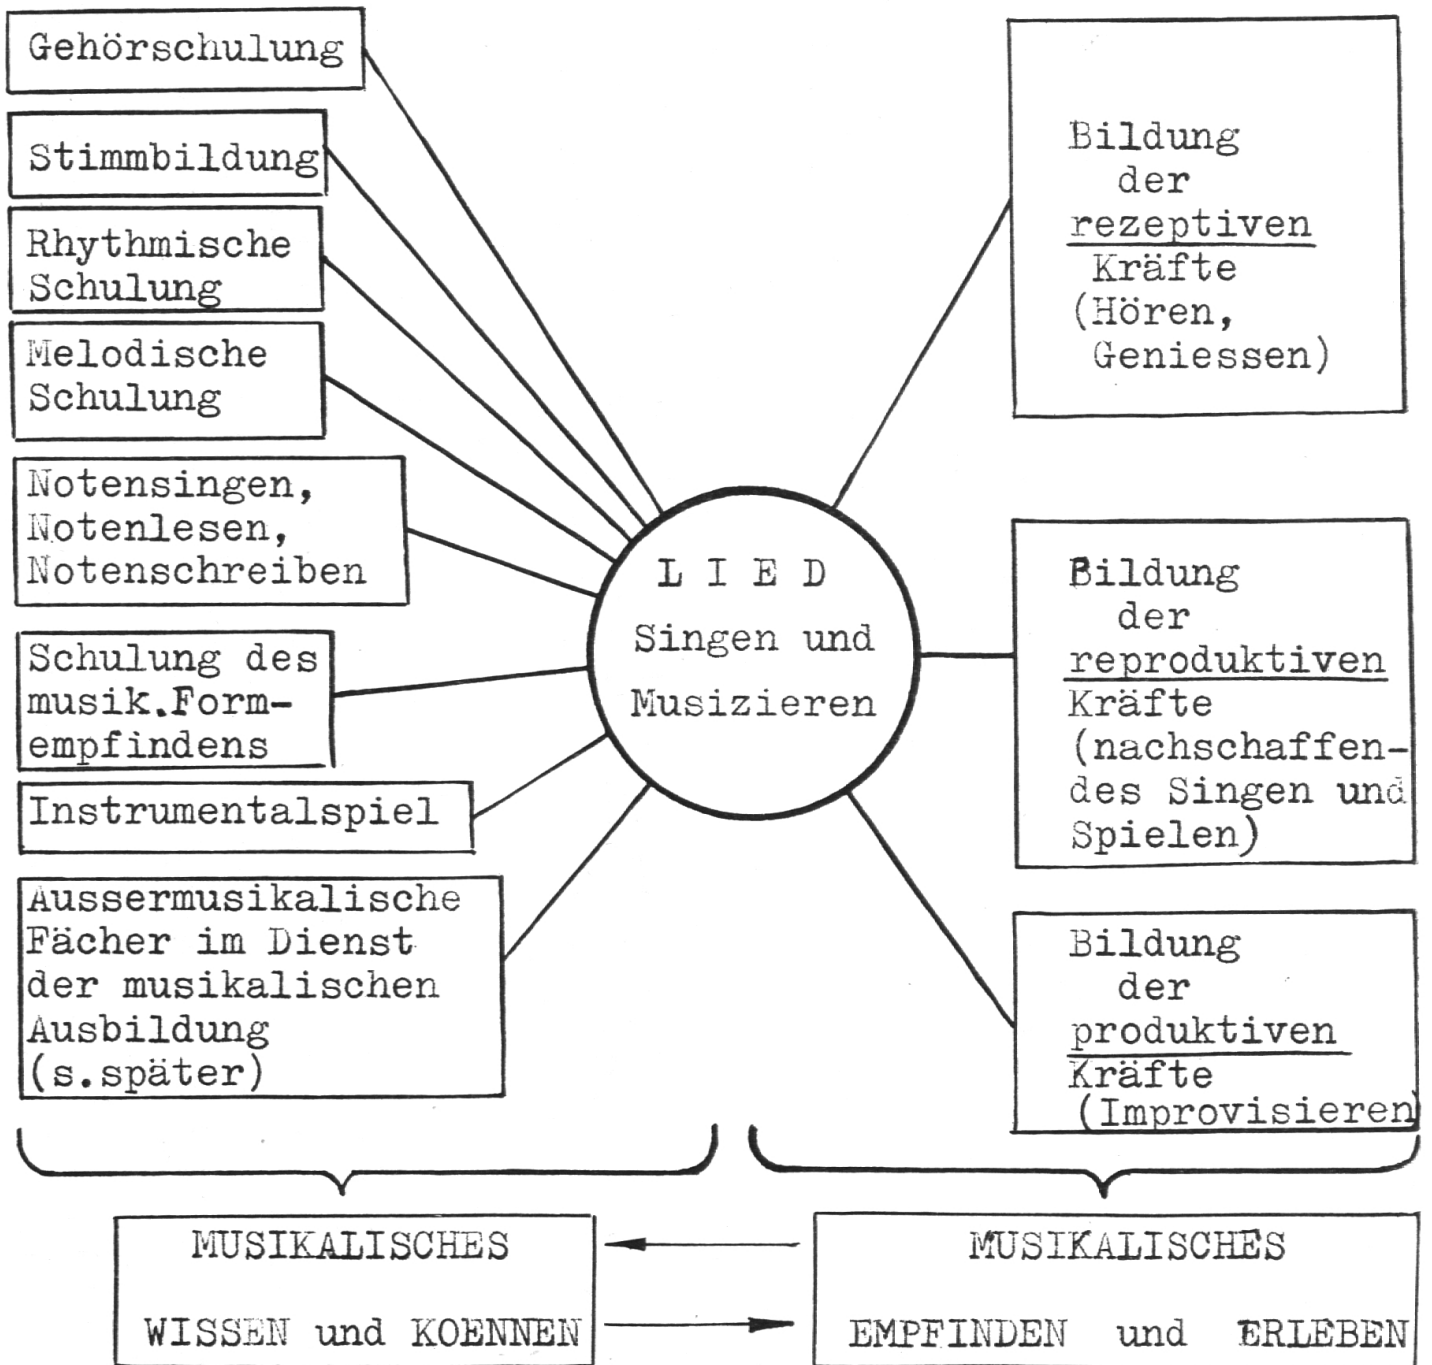 Gehörschulung
Stimmbildung
Rhythmische
Schulung
Melodische
Schulung
Notensingen,
Notenlesen,
Notenschreiben
Schulung des
musik.Form-
empfindens
Instrumentalspiel
Aussermusikalische
Fächer im Dienst
der musikalischen
Ausbildung
(s.später)
L I E D
Singen und
Musizieren
Bildung
der
rezeptiven
Kräfte
(Hören,
Geniessen)
Bildung
der
reproduktiven
Kräfte
(nachschaffen-
des Singen und
Spielen)
Bildung
der
produktiven
Kräfte
(Improvisieren)
MUSIKALISCHES
WISSEN und KOENNEN
MUSIKALISCHES
EMPFINDEN und ERLEBEN